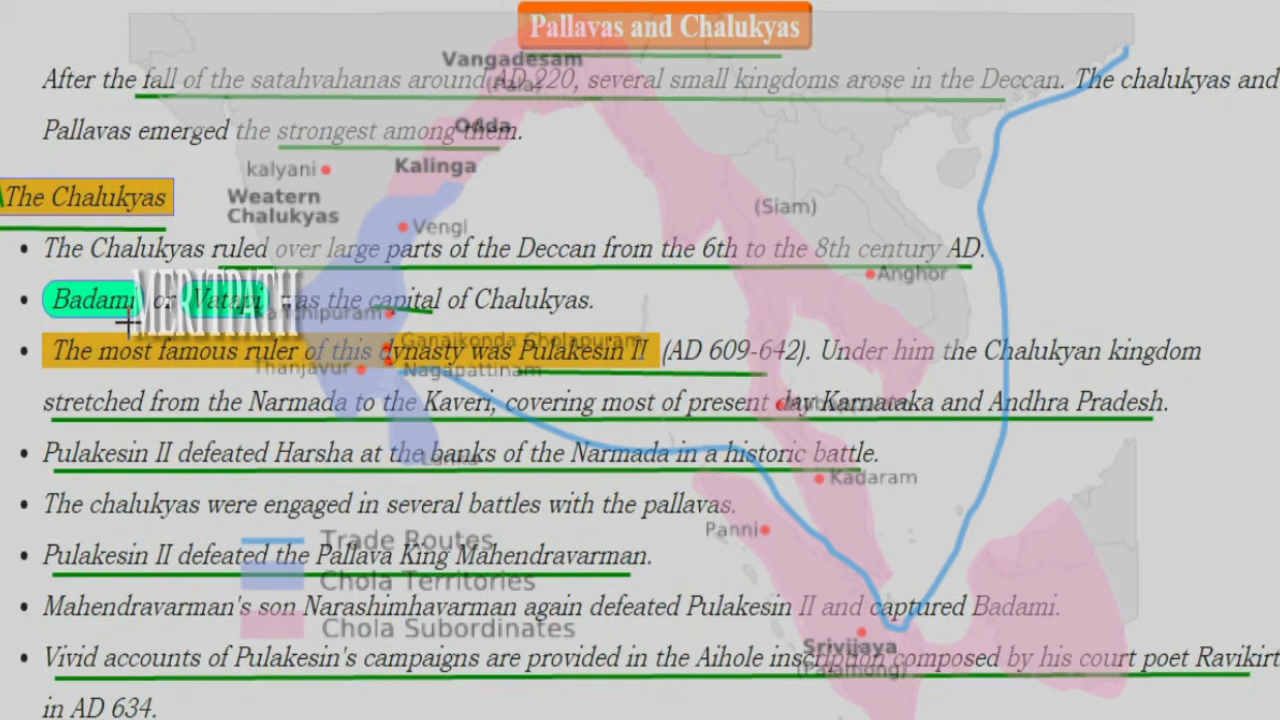 Pallavas and Chalukyas
After the fall of the satahvahanas around AD 220, several small kingdoms arose in the Deccan. The chalukyas and
Pallavas emerged the strongest among them.
The Chalukyas
• The Chalukyas ruled over large parts of the Deccan from the 6th to the 8th century AD.
• Badami or Vatapi was the capital of Chalukyas.
• The most famous ruler of this dynasty was Pulakesin II (AD 609-642). Under him the Chalukyan kingdom
stretched from the Narmada to the Kaveri, covering most of present day Karnataka and Andhra Pradesh.
• Pulakesin II defeated Harsha at the banks of the Narmada in a historic battle.
• The chalukyas were engaged in several battles with the pallavas.
• Pulakesin II defeated the Pallava King Mahendravarman.
• Mahendravarman's son Narashimhavarman again defeated Pulakesin II and captured Badami.
• Vivid accounts of Pulakesin's campaigns are provided in the Aihole inscription composed by his court poet Ravikirt
in AD 634.
MERITPATH
Vangadesam
(Pala)
Odda
Kalinga
kalyani
Weatern
Chalukyas
Vengl
(Siam)
Anghor
Ganaikonda Cholapuram
Thanjavur
Nagapattinam
Lanka
Kadaram
Panni
Trade Routes
Chola Territories
Chola Subordinates
Srivijaya
(Palamong)